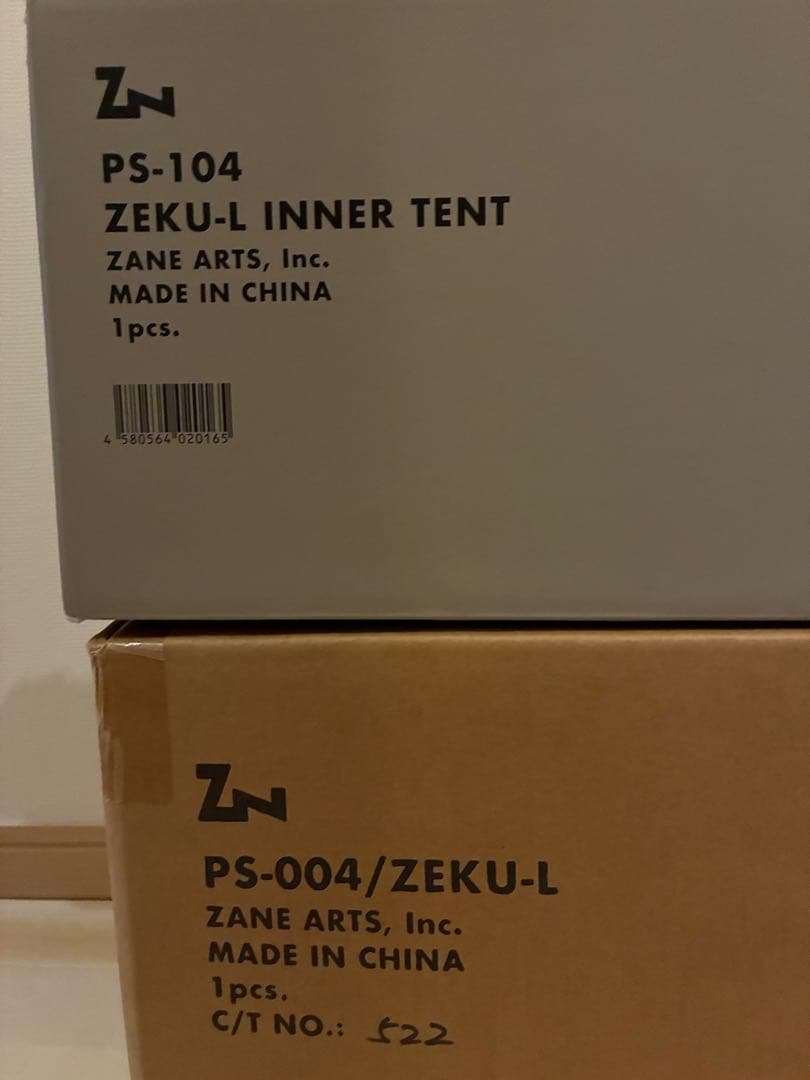 ZN
PS-104
ZEKU-L INNER TENT
ZANE ARTS, Inc.
MADE IN CHINA
1pcs.
4 580564 020165
ZN
PS-004/ZEKU-L
ZANE ARTS, Inc.
MADE IN CHINA
1pcs.
C/T NO.: 522